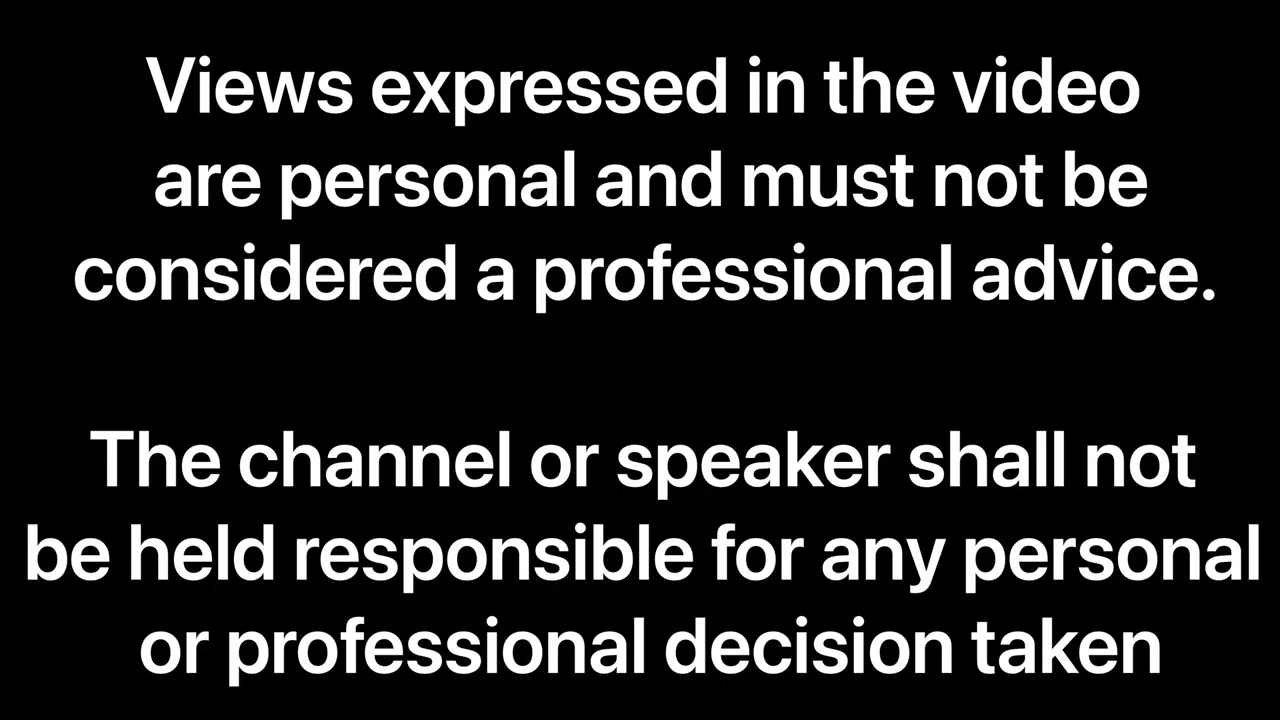 Views expressed in the video
are personal and must not be
considered a professional advice.
The channel or speaker shall not
be held responsible for any personal
or professional decision taken